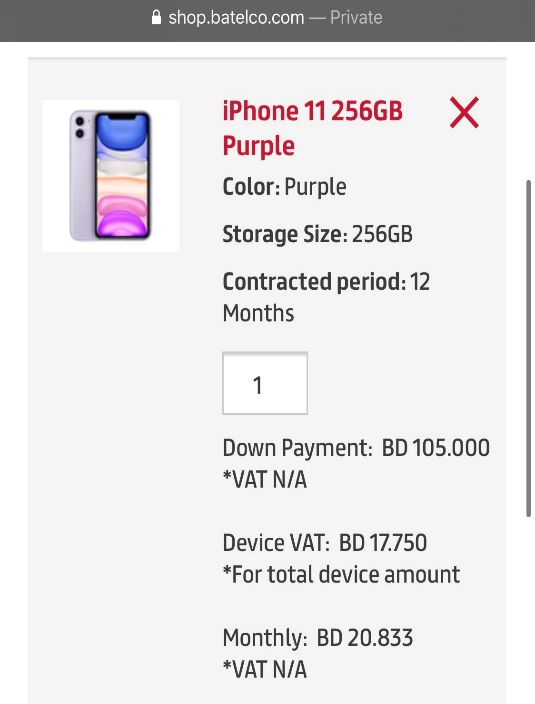 shop.batelco.com — Private
iPhone 11 256GB
Purple
Color: Purple
Storage Size: 256GB
Contracted period: 12
Months
1
Down Payment: BD 105.000
*VAT N/A
Device VAT: BD 17.750
*For total device amount
Monthly: BD 20.833
*VAT N/A